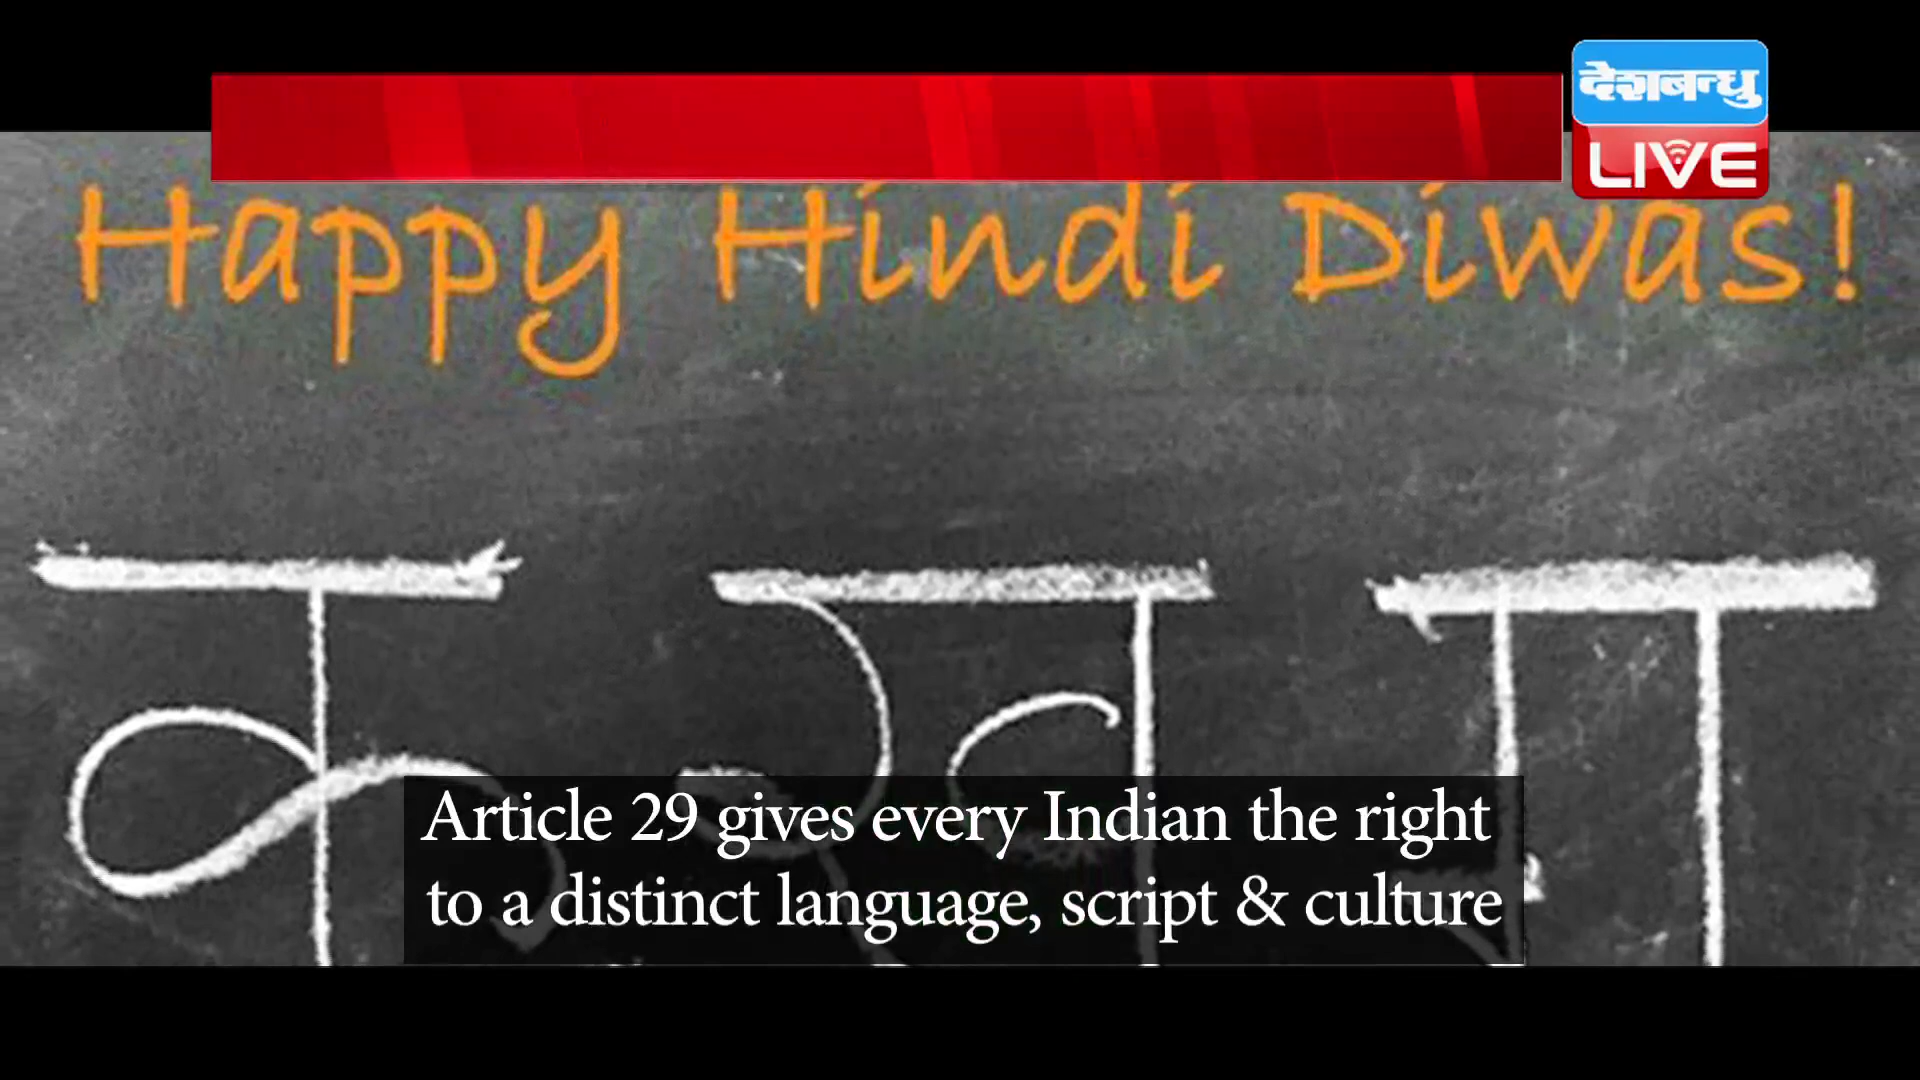 देशबन्धु
LIVE
Happy Hindi Diwas!
क ख ग
Article 29 gives every Indian the right
to a distinct language, script & culture